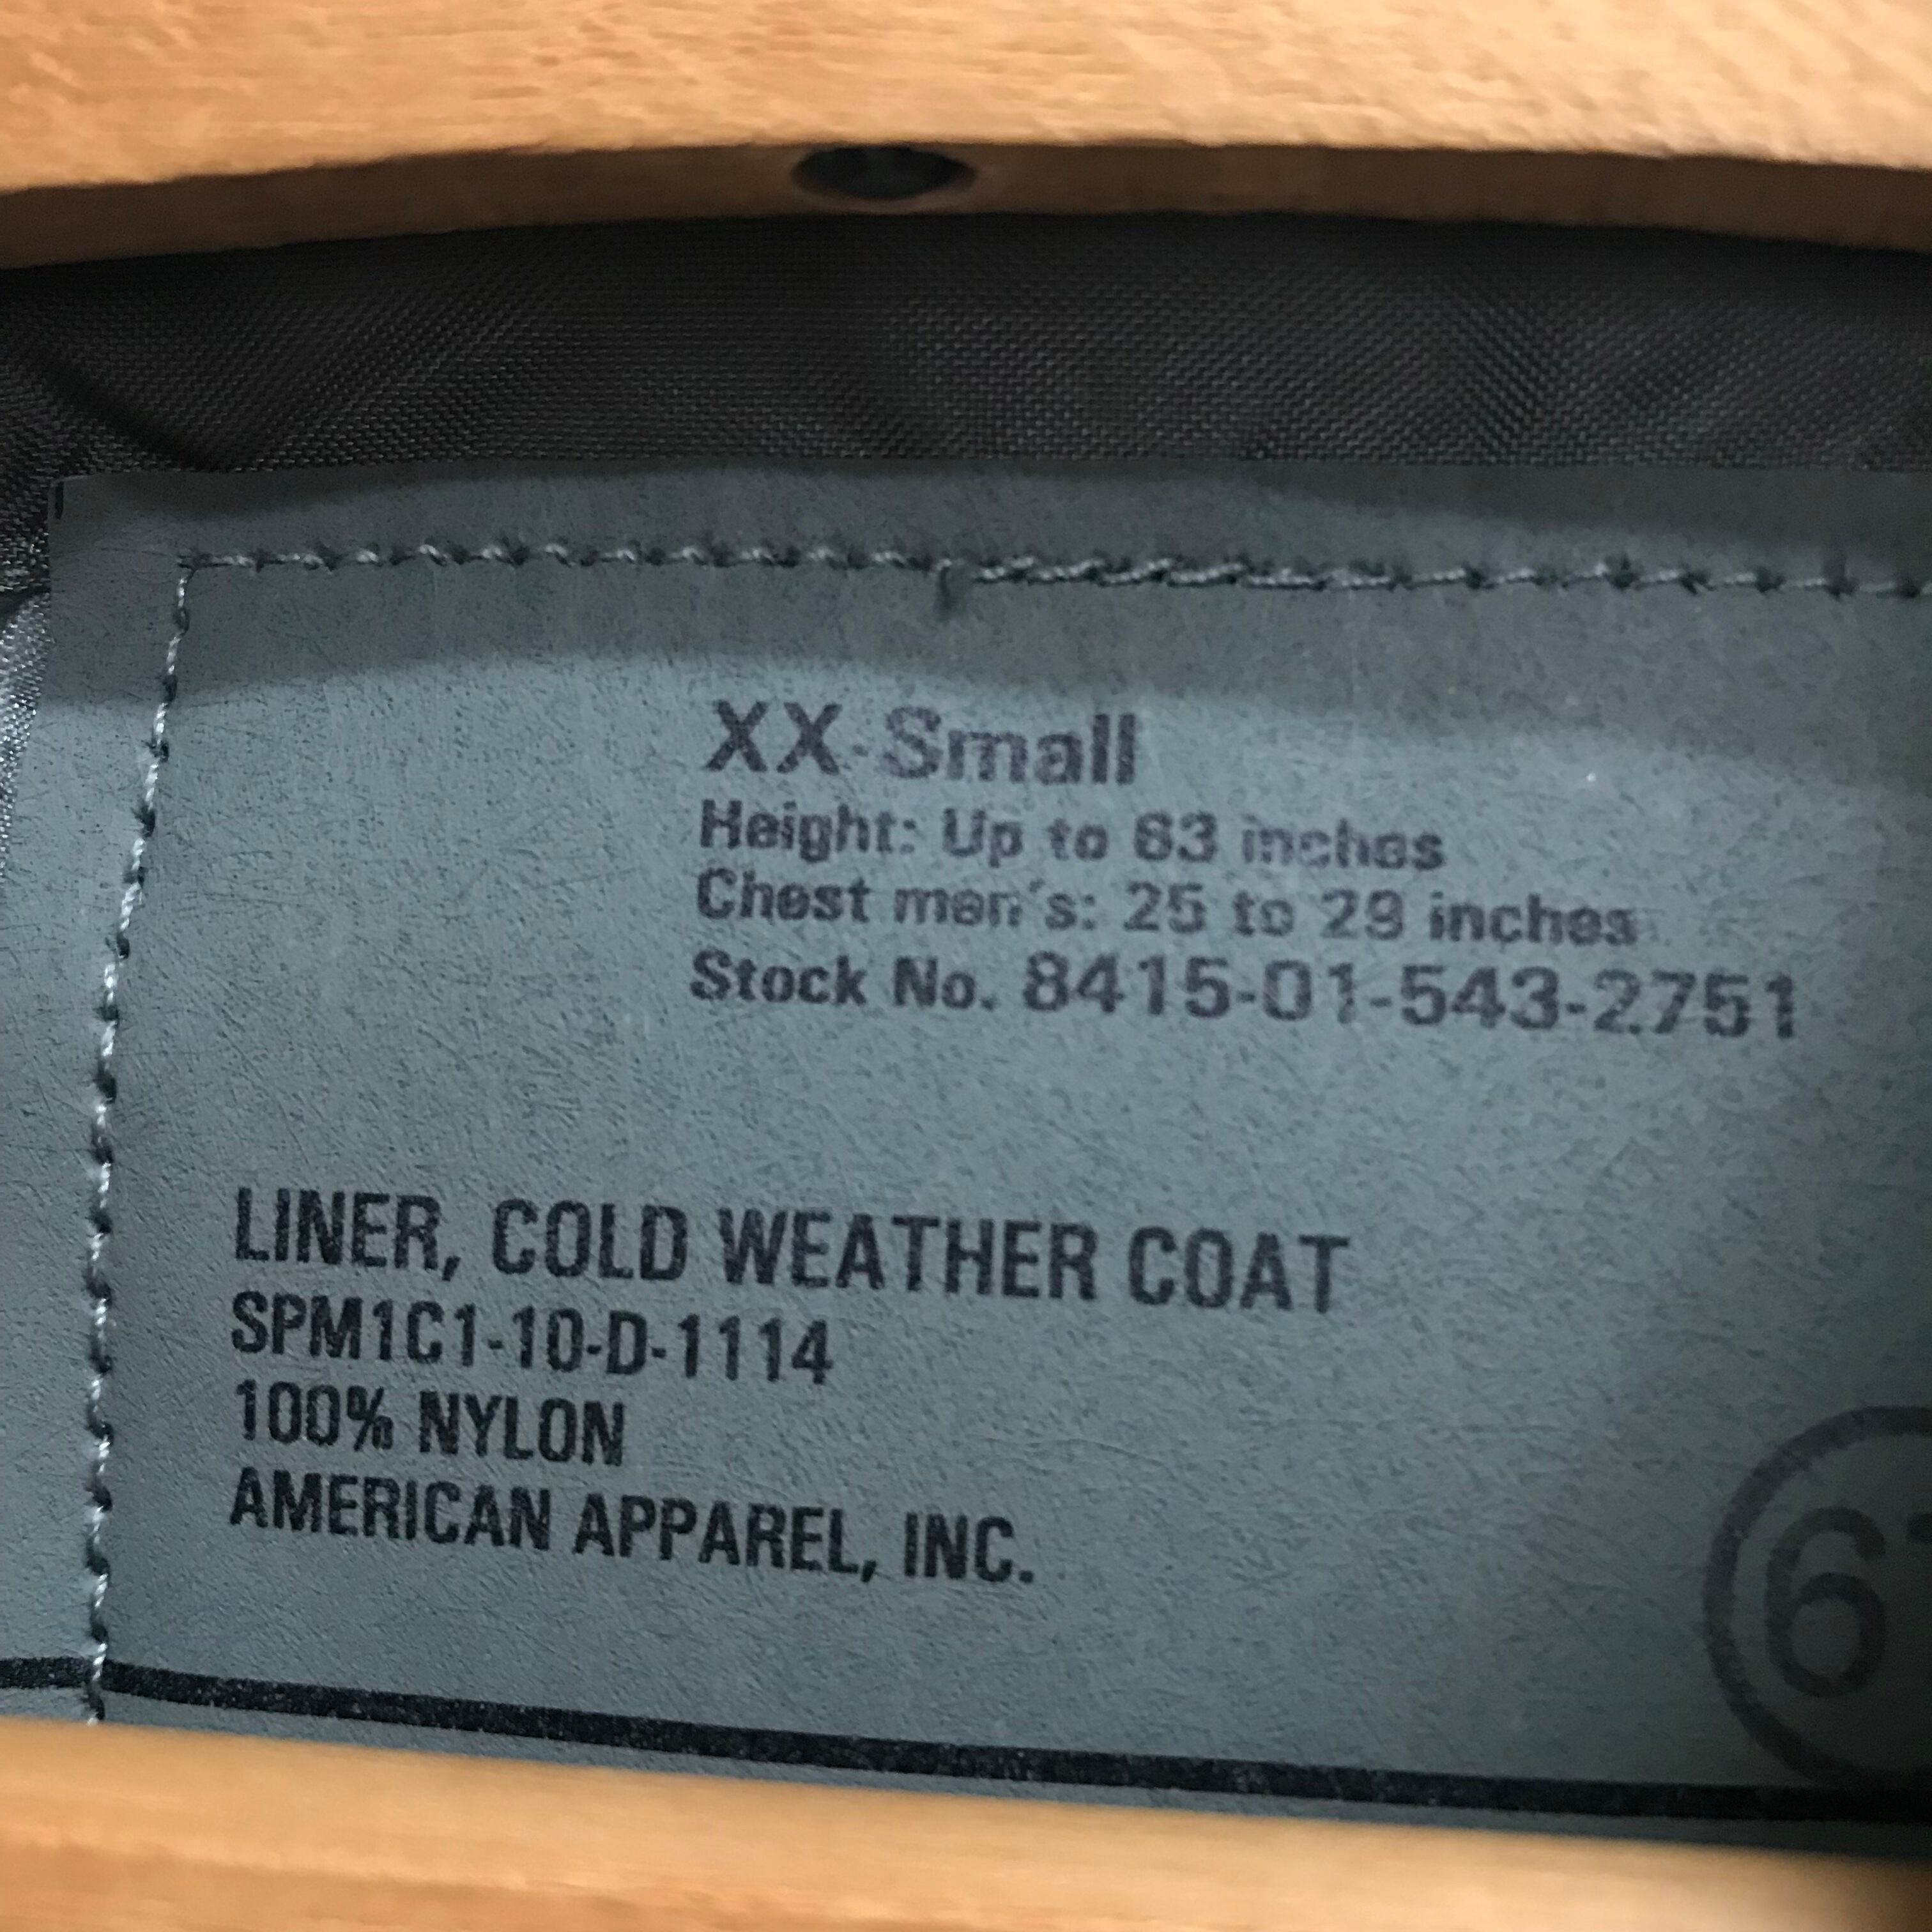 XX-Small
Height: Up to 63 inches
Chest men's: 25 to 29 inches
Stock No. 8415-01-543-2751
LINER, COLD WEATHER COAT
SPM1C1-10-D-1114
100% NYLON
AMERICAN APPAREL, INC.